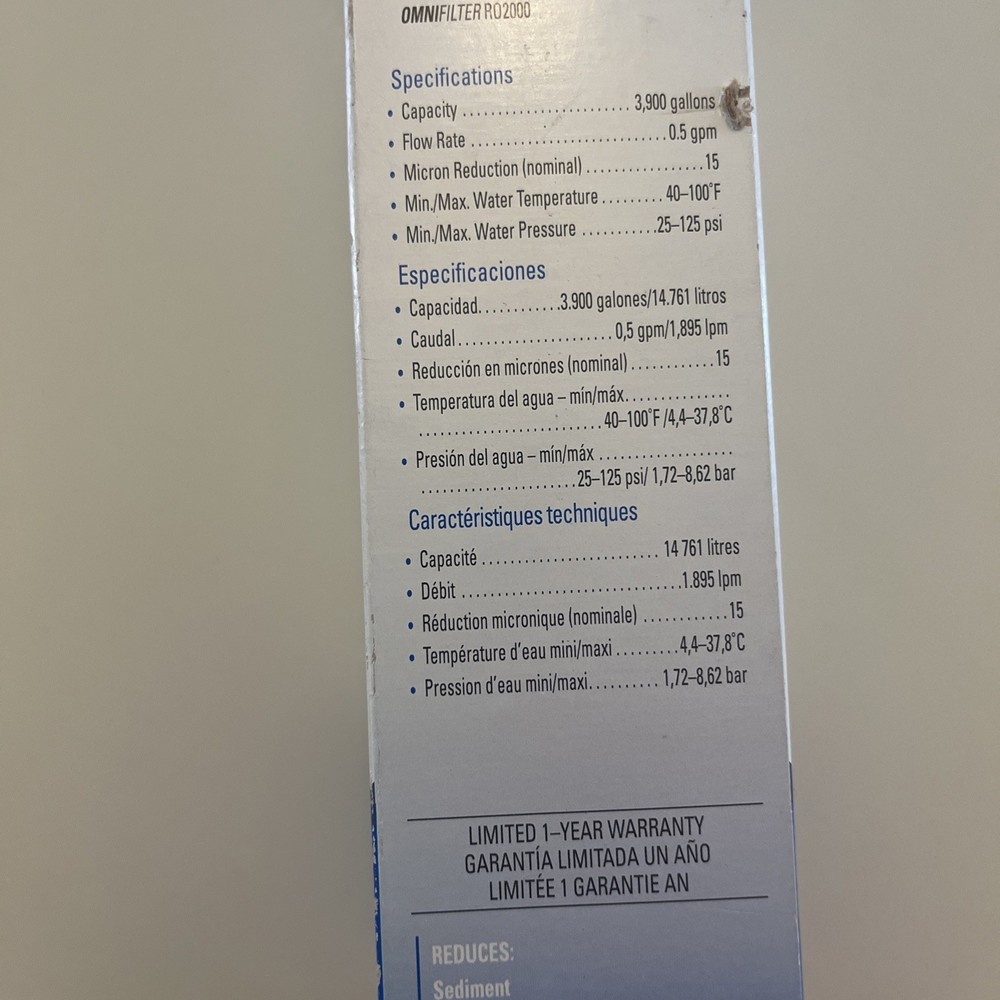 OMNIFILTER RO2000
Specifications
• Capacity ........................ 3,900 gallons
• Flow Rate ............................ 0.5 gpm
• Micron Reduction (nominal) ................. 15
• Min./Max. Water Temperature ......... 40–100°F
• Min./Max. Water Pressure ........... 25–125 psi
Especificaciones
• Capacidad............ 3.900 galones/14.761 litros
• Caudal ...................... 0,5 gpm/1,895 lpm
• Reducción en micrones (nominal) ............ 15
• Temperatura del agua – mín/máx...............
.......................... 40–100°F /4,4–37,8°C
• Presión del agua – mín/máx ...................
...................... 25–125 psi/ 1,72–8,62 bar
Caractéristiques techniques
• Capacité ......................... 14 761 litres
• Débit ............................... 1.895 lpm
• Réduction micronique (nominale) ............ 15
• Température d'eau mini/maxi ......... 4,4–37,8°C
• Pression d'eau mini/maxi.......... 1,72–8,62 bar
LIMITED 1–YEAR WARRANTY
GARANTÍA LIMITADA UN AÑO
LIMITÉE 1 GARANTIE AN
REDUCES:
Sediment